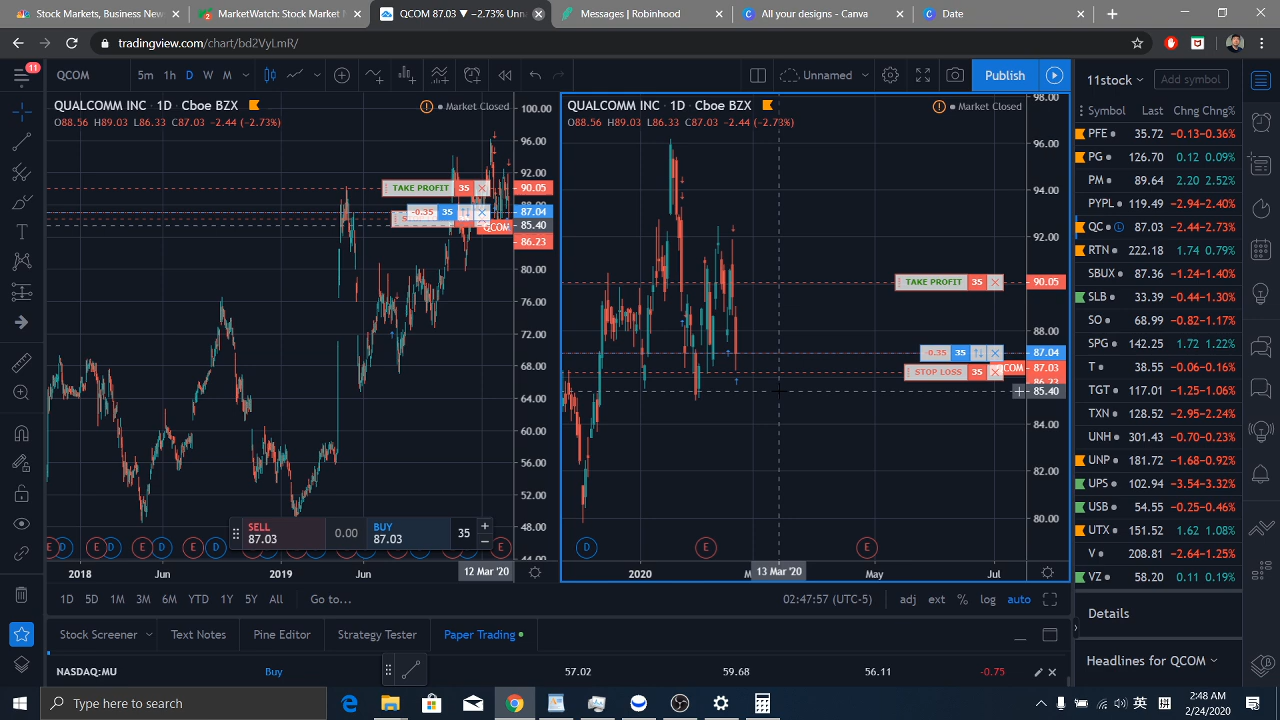 Stock Markets, Business News
MarketWatch: Stock Market
QCOM 87.03 ▼ −2.73% Unna
Messages | Robinhood
All your designs - Canva
Date
tradingview.com/chart/bd2VyLmR/
11
QCOM
5m 1h D W M
Unnamed
Publish
11stock
Add symbol
QUALCOMM INC • 1D • Cboe BZX
Market Closed
O88.56 H89.03 L86.33 C87.03 −2.44 (−2.73%)
100.00
96.00
92.00
TAKE PROFIT 35
90.05
-0.35 35
87.04
85.40
QCOM
86.23
80.00
76.00
72.00
68.00
64.00
60.00
56.00
52.00
48.00
44.00
SELL
87.03
0.00
BUY
87.03
35
E D E D E D E D E
2018 Jun 2019 Jun 12 Mar '20
QUALCOMM INC • 1D • Cboe BZX
Market Closed
O88.56 H89.03 L86.33 C87.03 −2.44 (−2.73%)
98.00
96.00
94.00
92.00
TAKE PROFIT 35
90.05
88.00
-0.35 35
87.04
COM
87.03
STOP LOSS 35
86.23
85.40
84.00
82.00
80.00
D E E
2020 13 Mar '20 May Jul
Symbol Last Chng Chng%
PFE 35.72 −0.13 −0.36%
PG 126.70 0.12 0.09%
PM 89.64 2.20 2.52%
PYPL 119.49 −2.94 −2.40%
QC 87.03 −2.44 −2.73%
RTN 222.18 1.74 0.79%
SBUX 87.36 −1.24 −1.40%
SLB 33.39 −0.44 −1.30%
SO 68.99 −0.82 −1.17%
SPG 142.25 1.72 1.22%
T 38.55 −0.06 −0.16%
TGT 117.01 −1.25 −1.06%
TXN 128.52 −2.95 −2.24%
UNH 301.43 −0.70 −0.23%
UNP 181.72 −1.68 −0.92%
UPS 102.94 −3.54 −3.32%
USB 54.55 −0.25 −0.46%
UTX 151.52 1.62 1.08%
V 208.81 −2.64 −1.25%
VZ 58.20 0.11 0.19%
Details
Headlines for QCOM
1D 5D 1M 3M 6M YTD 1Y 5Y All Go to...
02:47:57 (UTC-5) adj ext % log auto
Stock Screener Text Notes Pine Editor Strategy Tester Paper Trading
NASDAQ:MU Buy 57.02 59.68 56.11 -0.75
Type here to search
英 拼
2:48 AM
2/24/2020